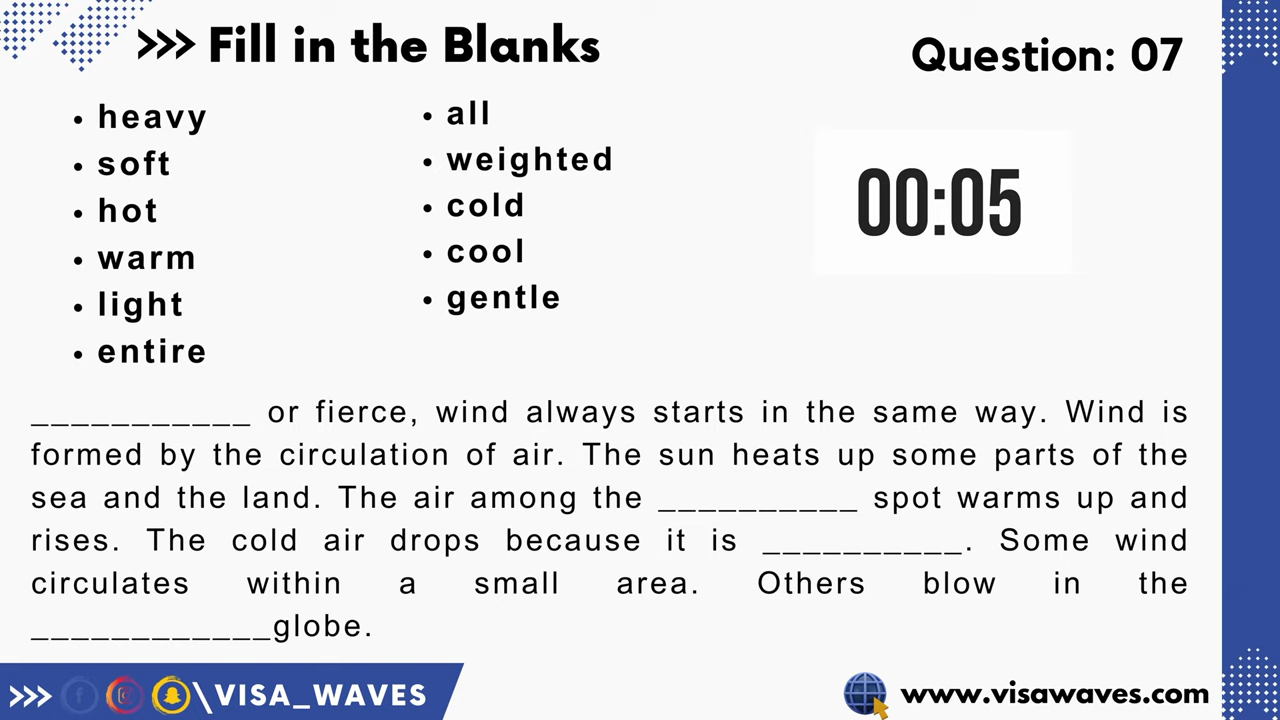 >>> Fill in the Blanks
Question: 07
• heavy
• soft
• hot
• warm
• light
• entire
• all
• weighted
• cold
• cool
• gentle
00:05
___________ or fierce, wind always starts in the same way. Wind is
formed by the circulation of air. The sun heats up some parts of the
sea and the land. The air among the __________ spot warms up and
rises. The cold air drops because it is __________. Some wind
circulates within a small area. Others blow in the
____________globe.
>>> \VISA_WAVES
www.visawaves.com